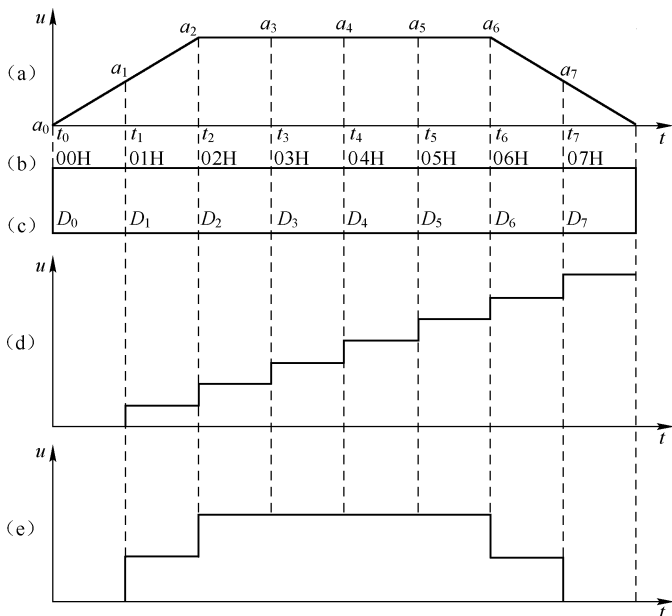 u
a₂ a₃ a₄ a₅ a₆
(a) a₁ a₇
a₀ t₀ t₁ t₂ t₃ t₄ t₅ t₆ t₇ t
(b) 00H 01H 02H 03H 04H 05H 06H 07H
(c) D₀ D₁ D₂ D₃ D₄ D₅ D₆ D₇
u
(d)
t
u
(e)
t